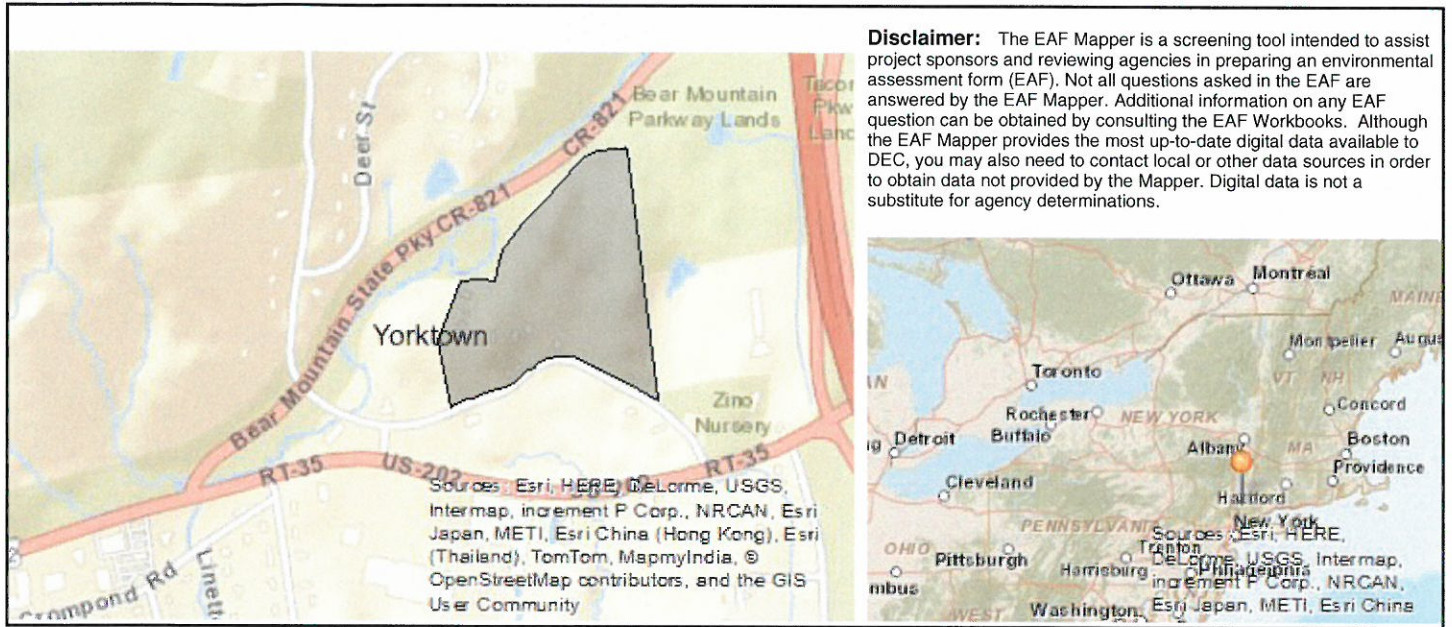 Disclaimer: The EAF Mapper is a screening tool intended to assist
project sponsors and reviewing agencies in preparing an environmental
assessment form (EAF). Not all questions asked in the EAF are
answered by the EAF Mapper. Additional information on any EAF
question can be obtained by consulting the EAF Workbooks. Although
the EAF Mapper provides the most up-to-date digital data available to
DEC, you may also need to contact local or other data sources in order
to obtain data not provided by the Mapper. Digital data is not a
substitute for agency determinations.
Deer St
Bear Mountain
Parkway Lands
CR-821
Bear Mountain State Pky CR-821
Yorktown
Zino
Nursery
RT-35
US-202
RT-35
Crompond Rd
Linett
Sources: Esri, HERE, DeLorme, USGS,
Intermap, increment P Corp., NRCAN, Esri
Japan, METI, Esri China (Hong Kong), Esri
(Thailand), TomTom, MapmyIndia, ©
OpenStreetMap contributors, and the GIS
User Community
Ottawa
Montréal
MAINE
Montpelier
Augus
VT
NH
Toronto
Concord
Rochester
NEW YORK
Detroit
Buffalo
Albany
MA
Boston
Providence
Cleveland
Hartford
New York
PENNSYLVANIA
OHIO
Pittsburgh
Harrisburg
Trenton
Philadelphia
mbus
WEST
Washington
Sources: Esri, HERE,
DeLorme, USGS, Intermap,
increment P Corp., NRCAN,
Esri Japan, METI, Esri China